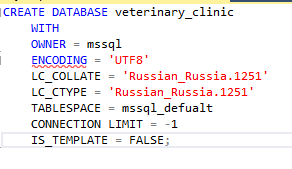 CREATE DATABASE veterinary_clinic
WITH
OWNER = mssql
ENCODING = 'UTF8'
LC_COLLATE = 'Russian_Russia.1251'
LC_CTYPE = 'Russian_Russia.1251'
TABLESPACE = mssql_defualt
CONNECTION LIMIT = -1
IS_TEMPLATE = FALSE;